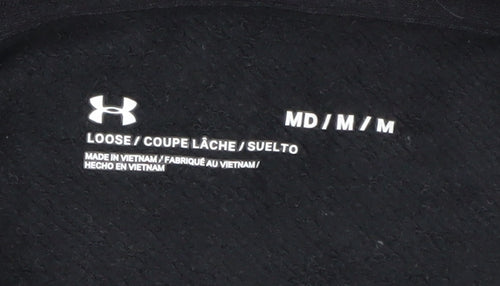 MD / M / M
LOOSE / COUPE LÂCHE / SUELTO
MADE IN VIETNAM / FABRIQUÉ AU VIETNAM /
HECHO EN VIETNAM